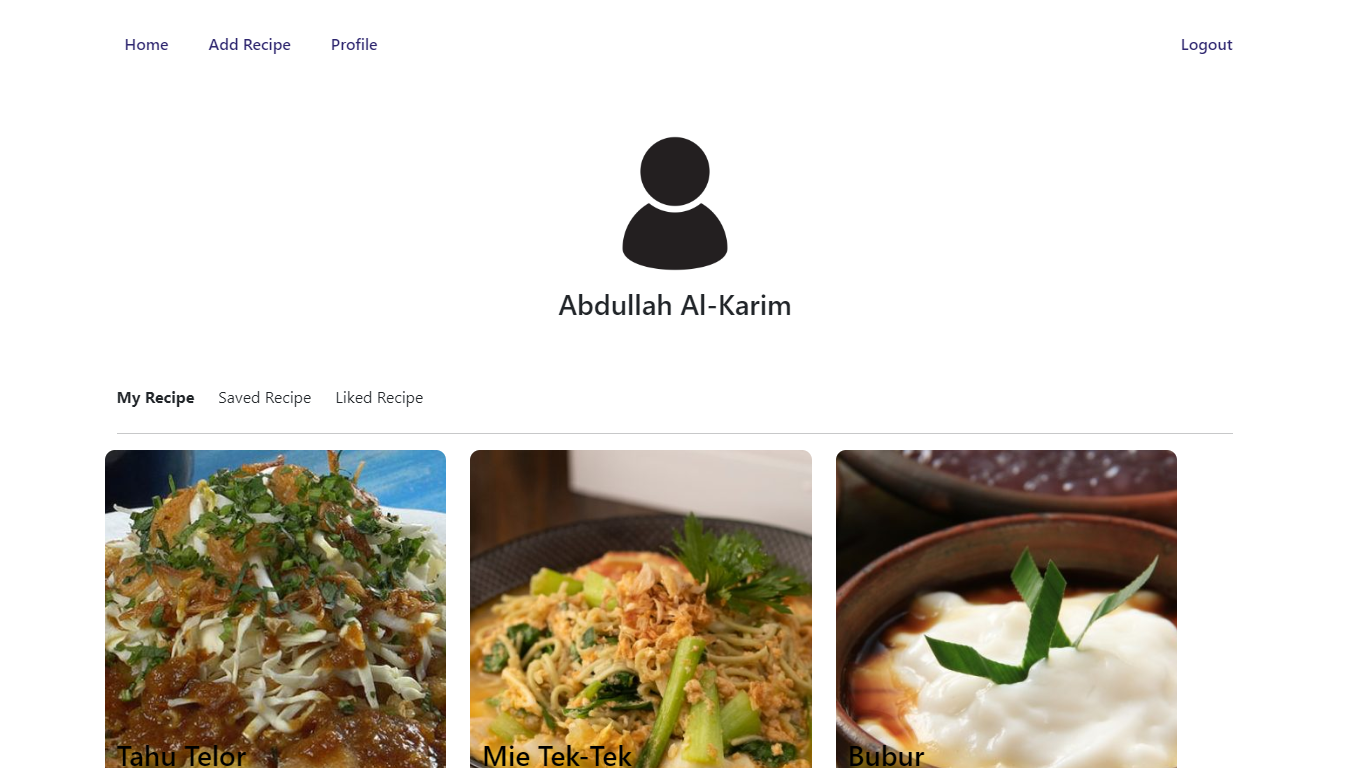 Home Add Recipe Profile Logout
Abdullah Al-Karim
My Recipe Saved Recipe Liked Recipe
Tahu Telor
Mie Tek-Tek
Bubur